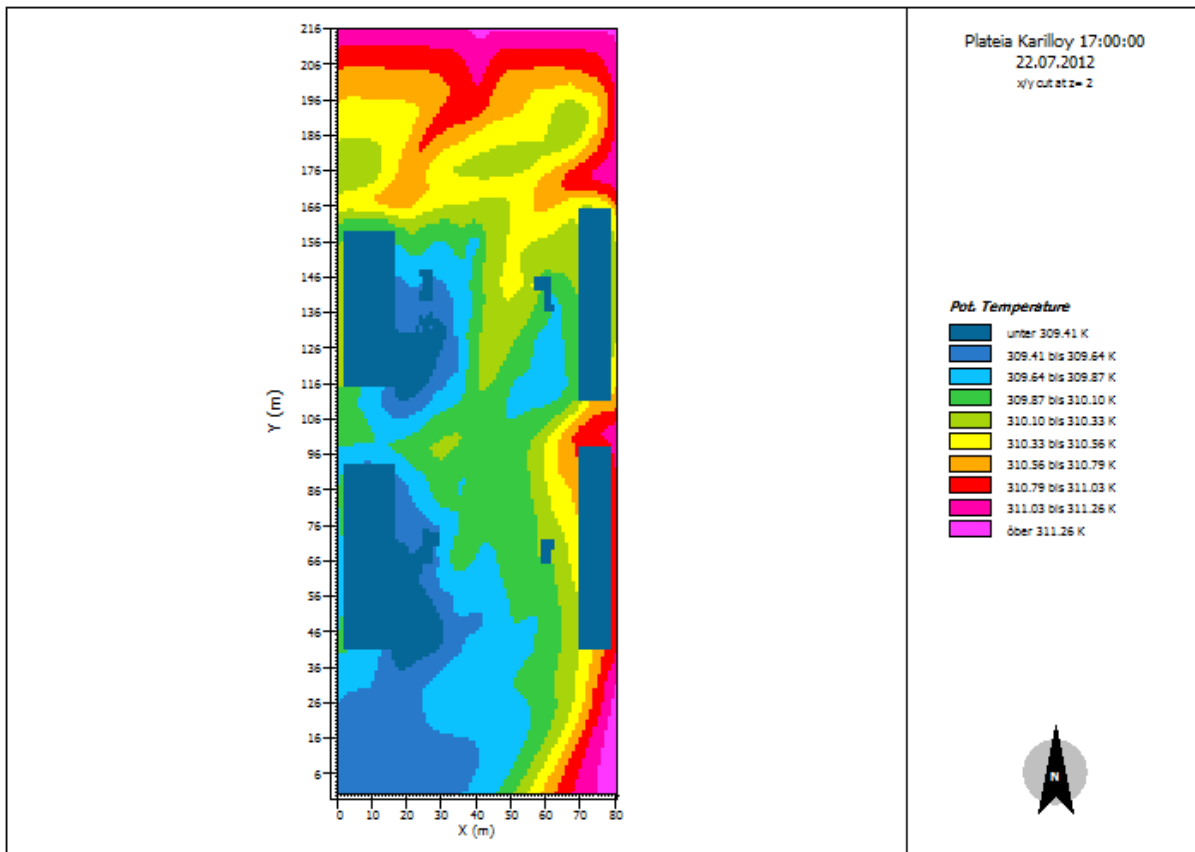 Plateia Karilloy 17:00:00
22.07.2012
x/y cut at z= 2
Y (m)
216
206
196
186
176
166
156
146
136
126
116
106
96
86
76
66
56
46
36
26
16
6
0 10 20 30 40 50 60 70 80
X (m)
Pot. Temperature
unter 309.41 K
309.41 bis 309.64 K
309.64 bis 309.87 K
309.87 bis 310.10 K
310.10 bis 310.33 K
310.33 bis 310.56 K
310.56 bis 310.79 K
310.79 bis 311.03 K
311.03 bis 311.26 K
öber 311.26 K
N